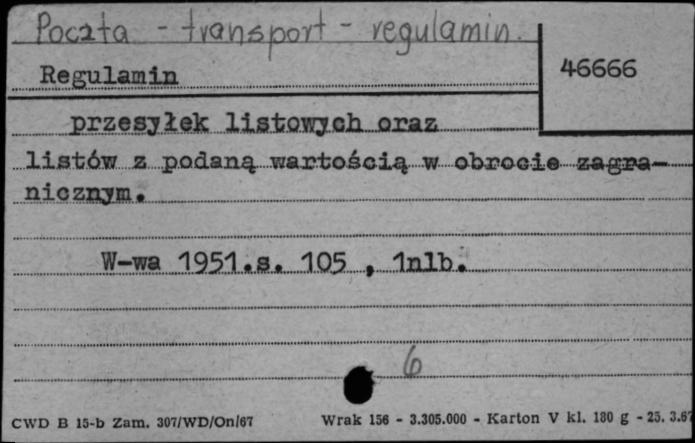 Poczta - transport - regulamin.
46666
Regulamin
przesyłek listowych oraz
listów z podaną wartością w obrocie zagra-
nicznym.
W-wa 1951.s. 105 , 1nlb.
6
CWD B 15-b Zam. 307/WD/On/67 Wrak 156 - 3.305.000 - Karton V kl. 180 g - 25. 3.67